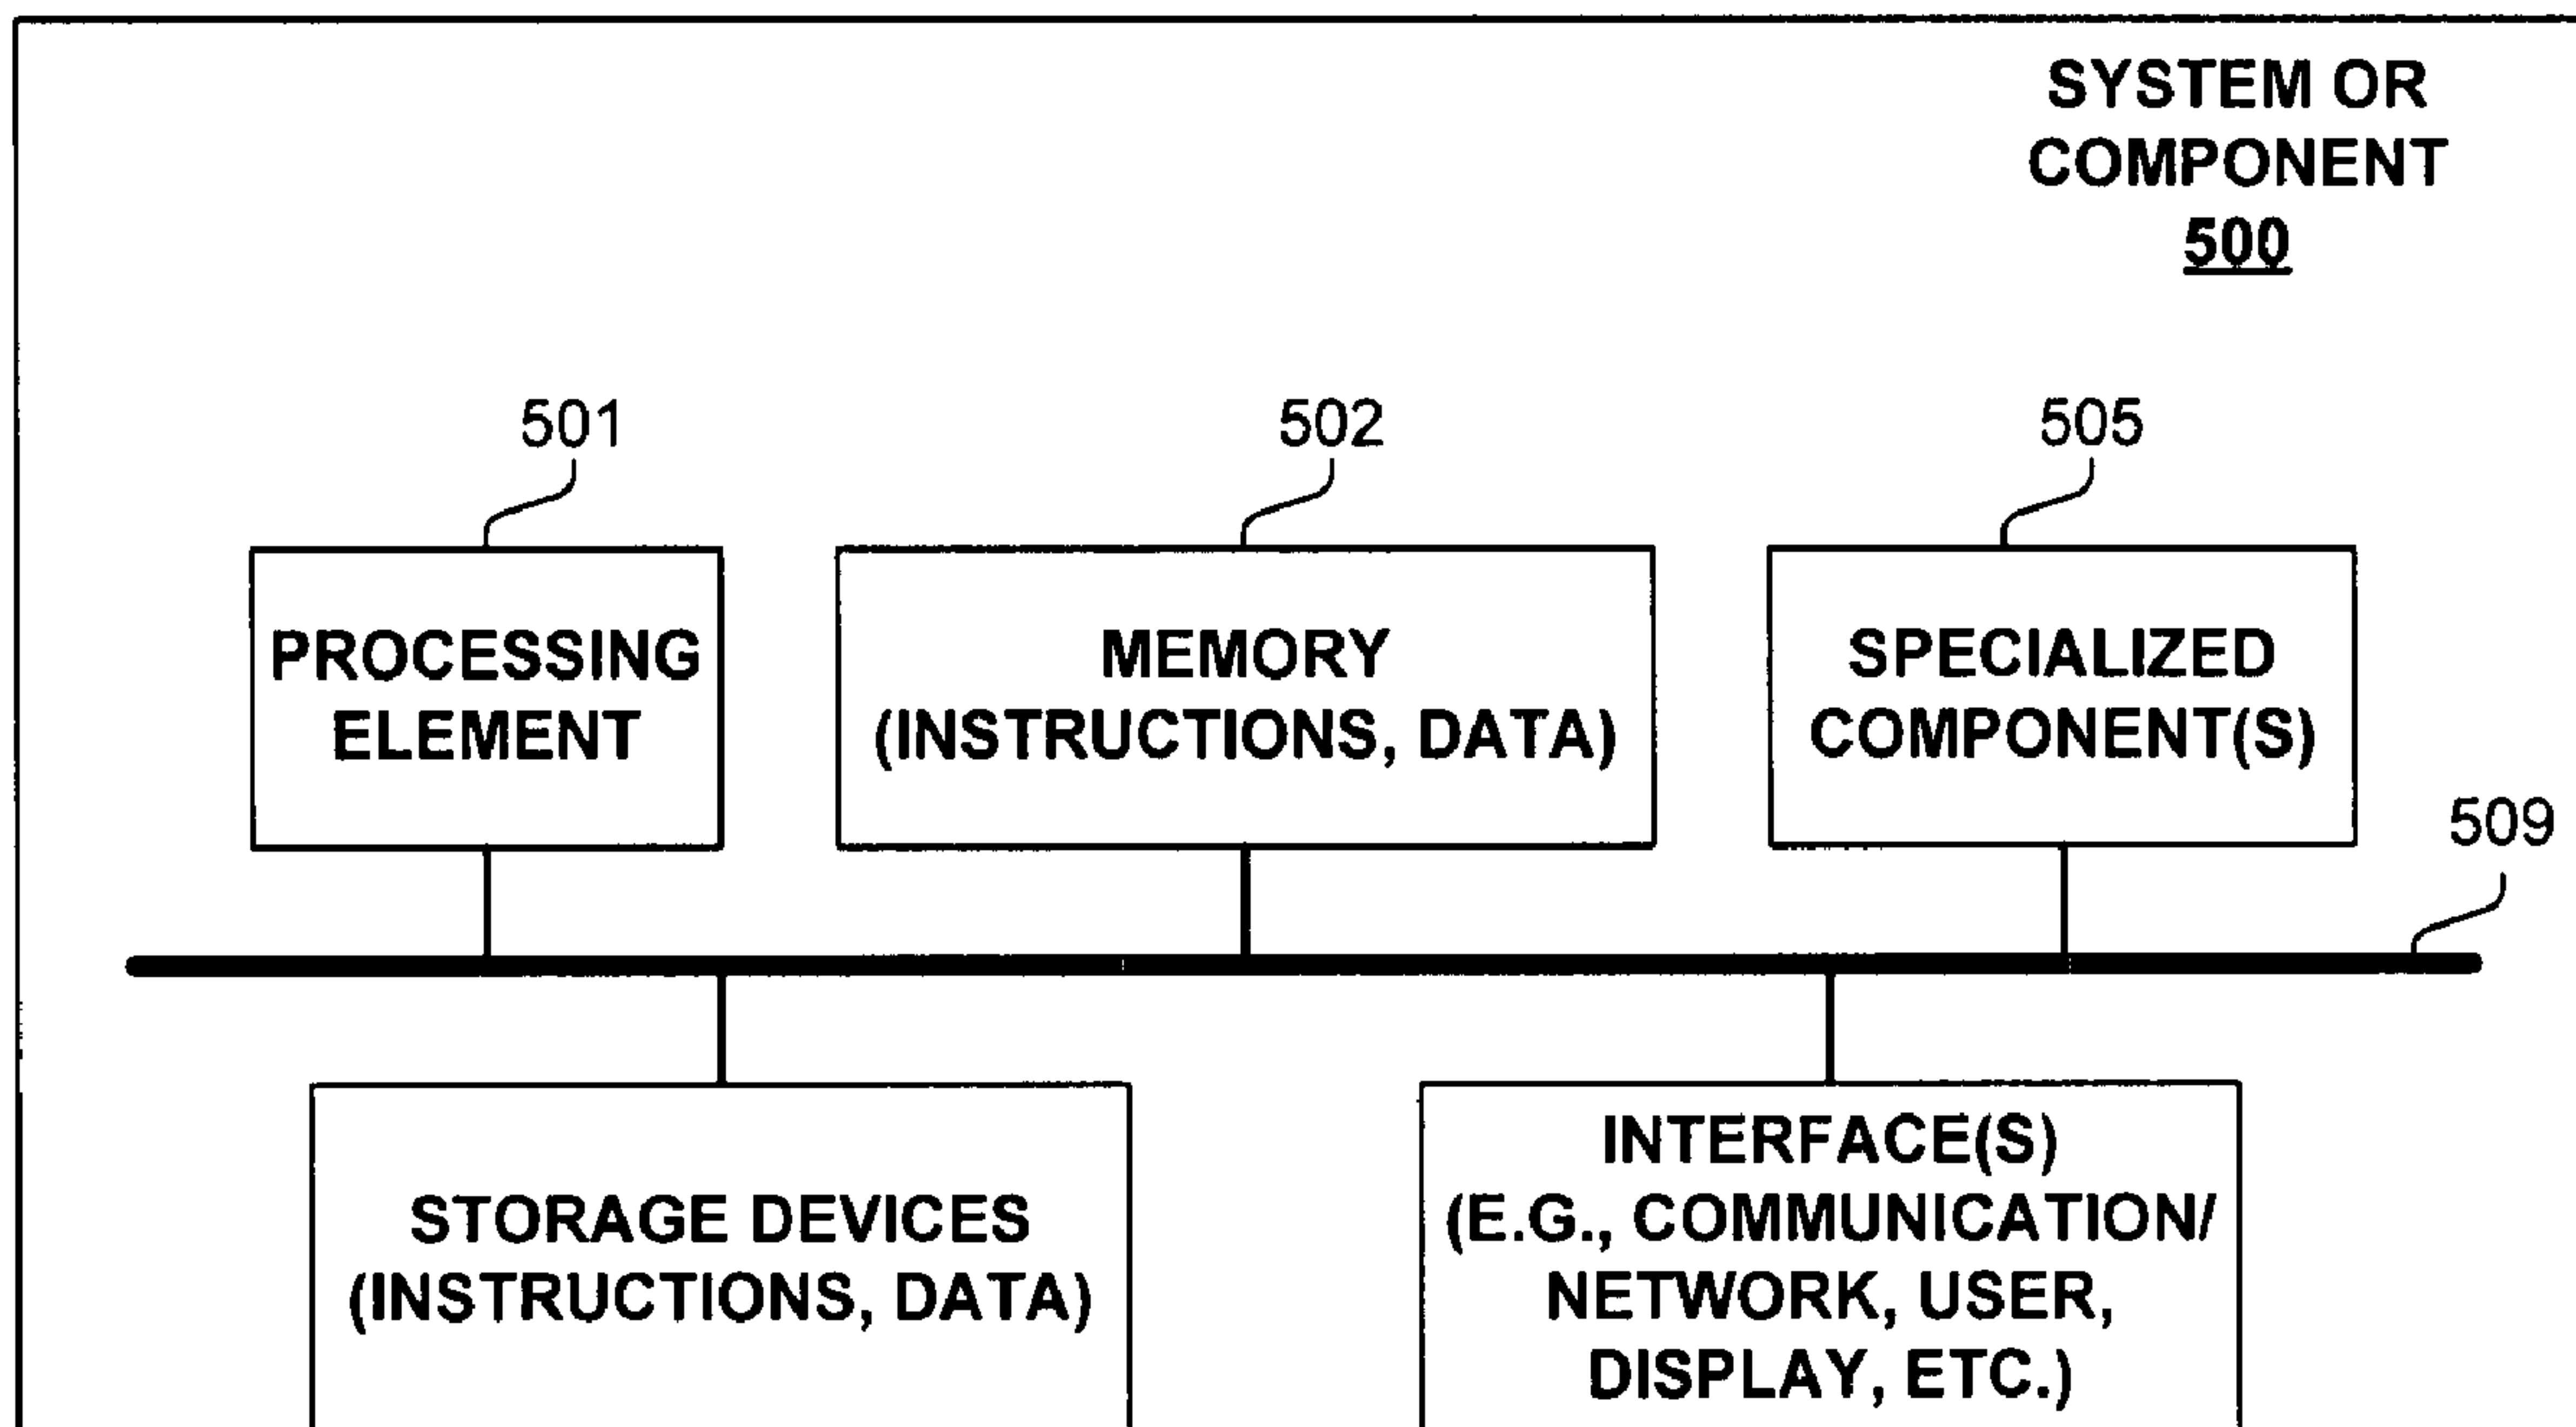 SYSTEM OR
COMPONENT
500
501
502
505
PROCESSING
ELEMENT
MEMORY
(INSTRUCTIONS, DATA)
SPECIALIZED
COMPONENT(S)
509
STORAGE DEVICES
(INSTRUCTIONS, DATA)
INTERFACE(S)
(E.G., COMMUNICATION/
NETWORK, USER,
DISPLAY, ETC.)